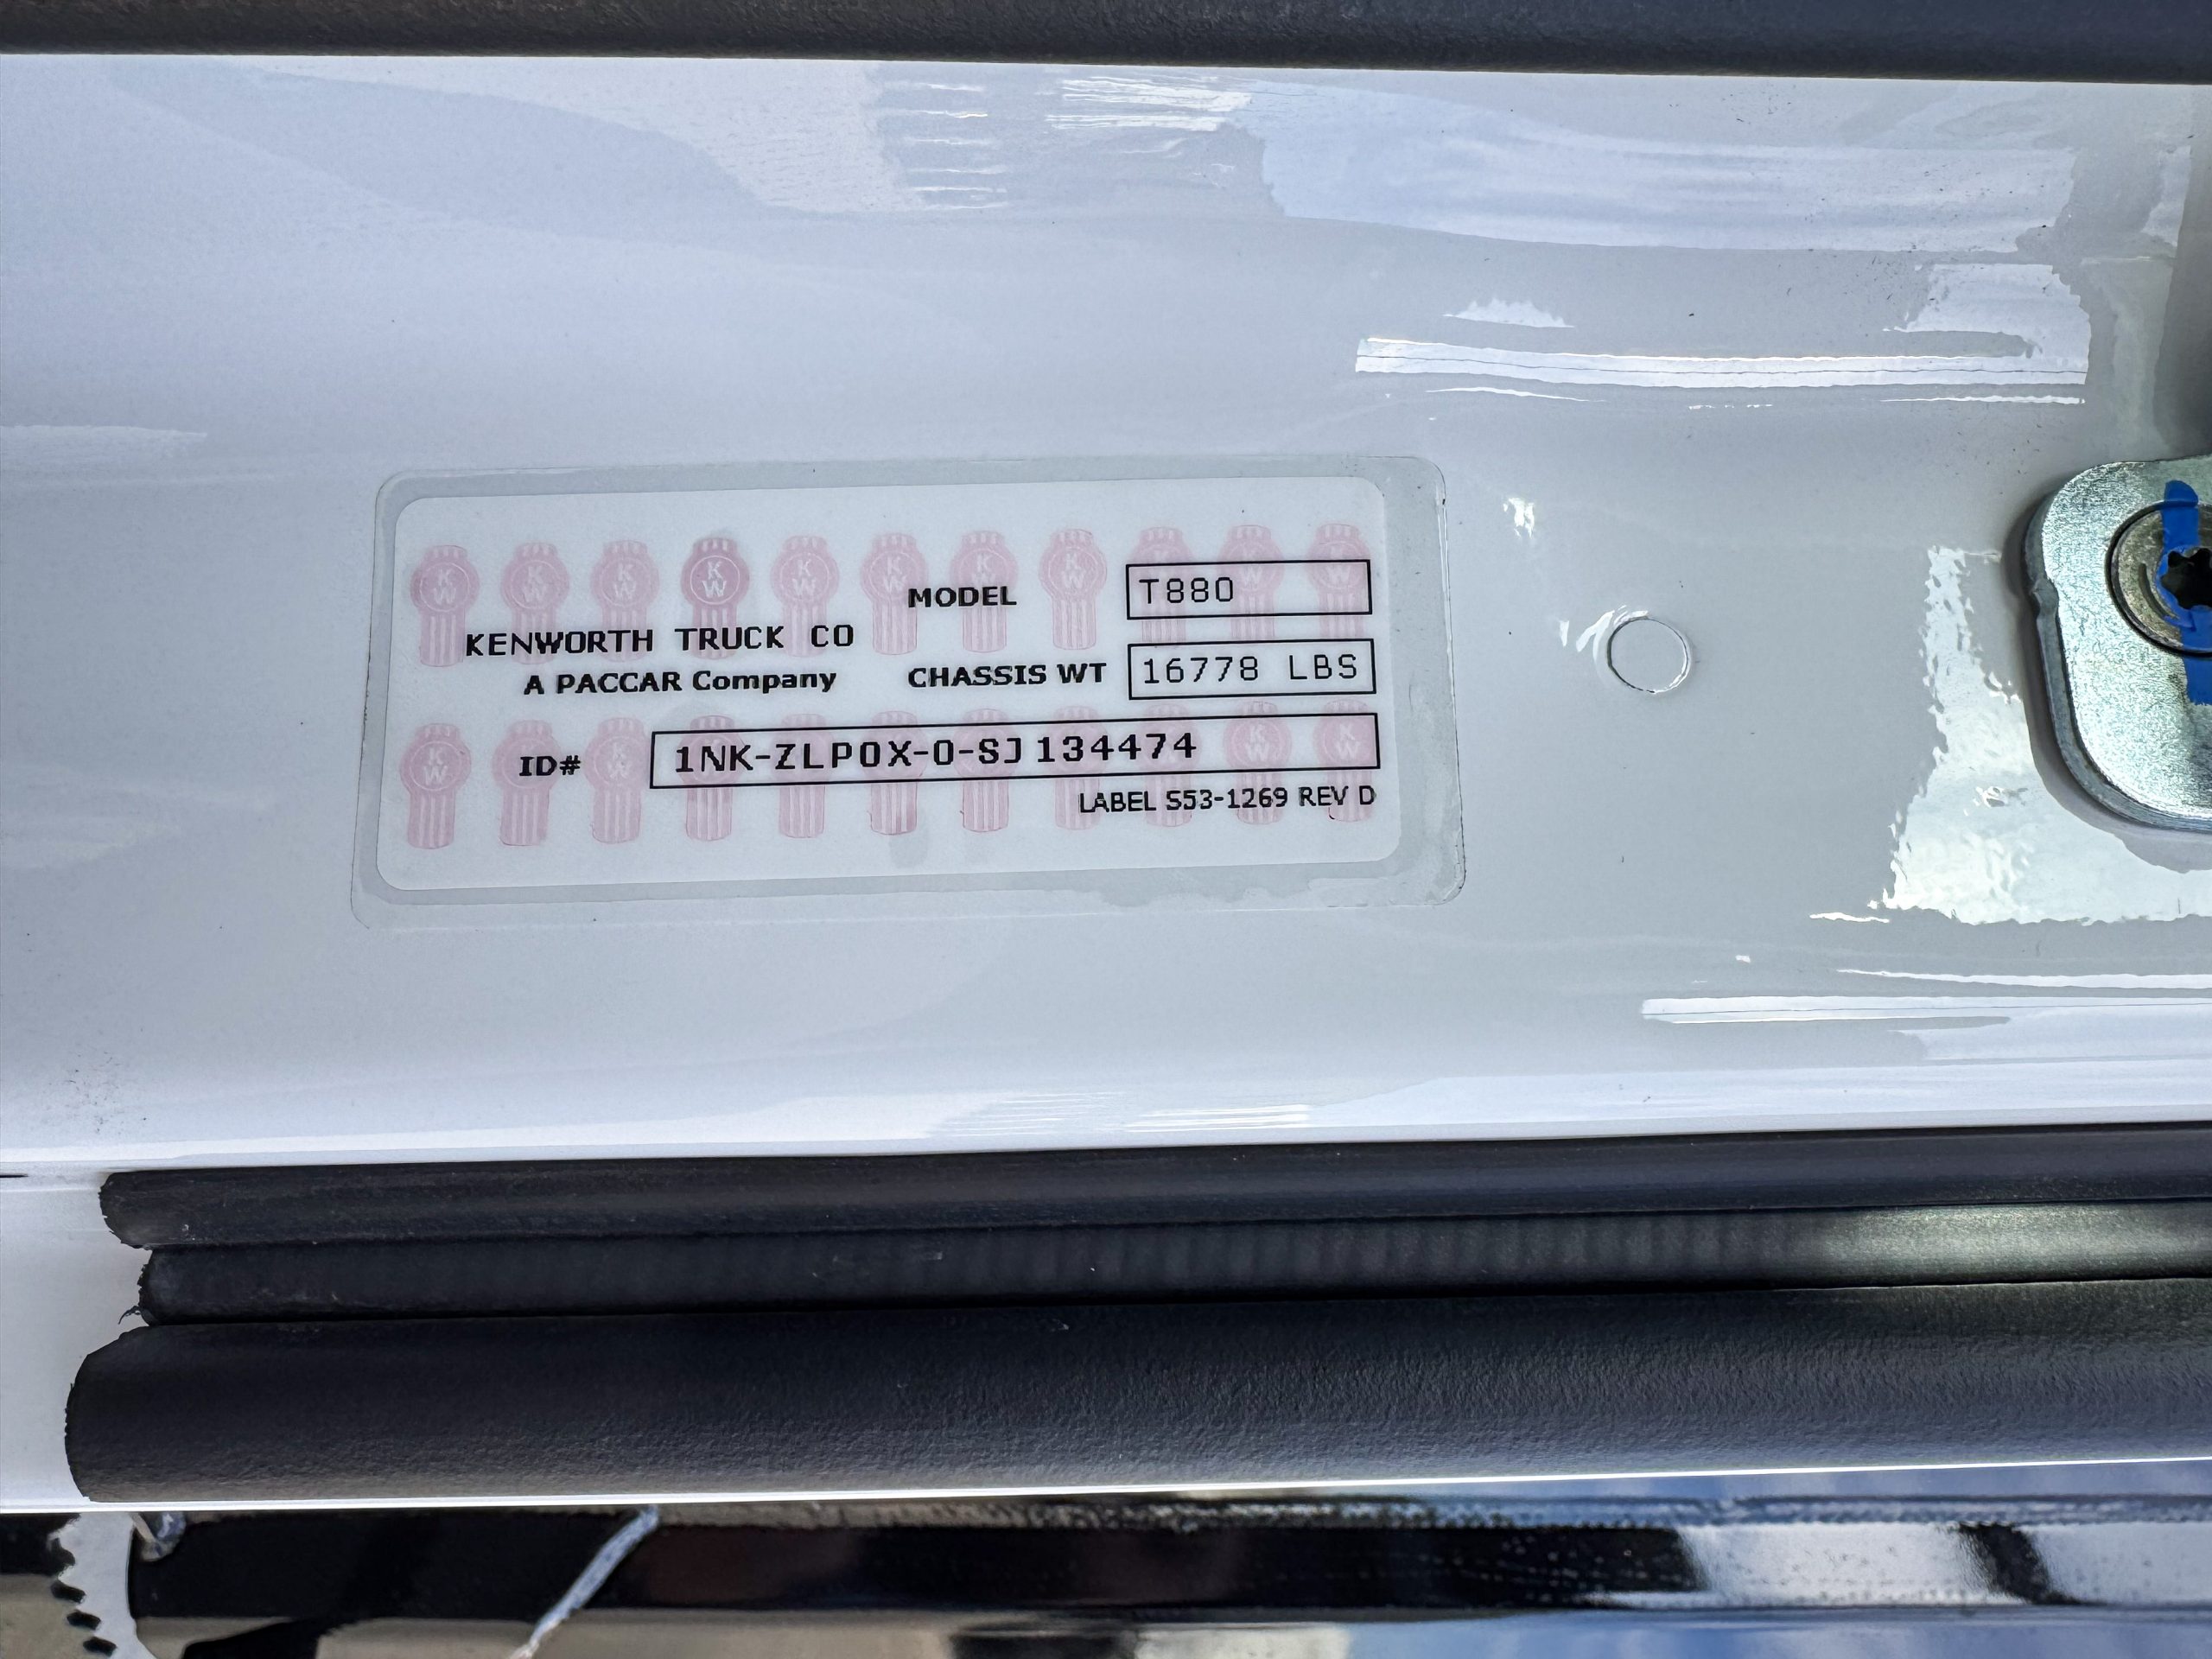 MODEL T880
KENWORTH TRUCK CO
A PACCAR Company
CHASSIS WT 16778 LBS
ID# 1NK-ZLP0X-0-SJ134474
LABEL S53-1269 REV D